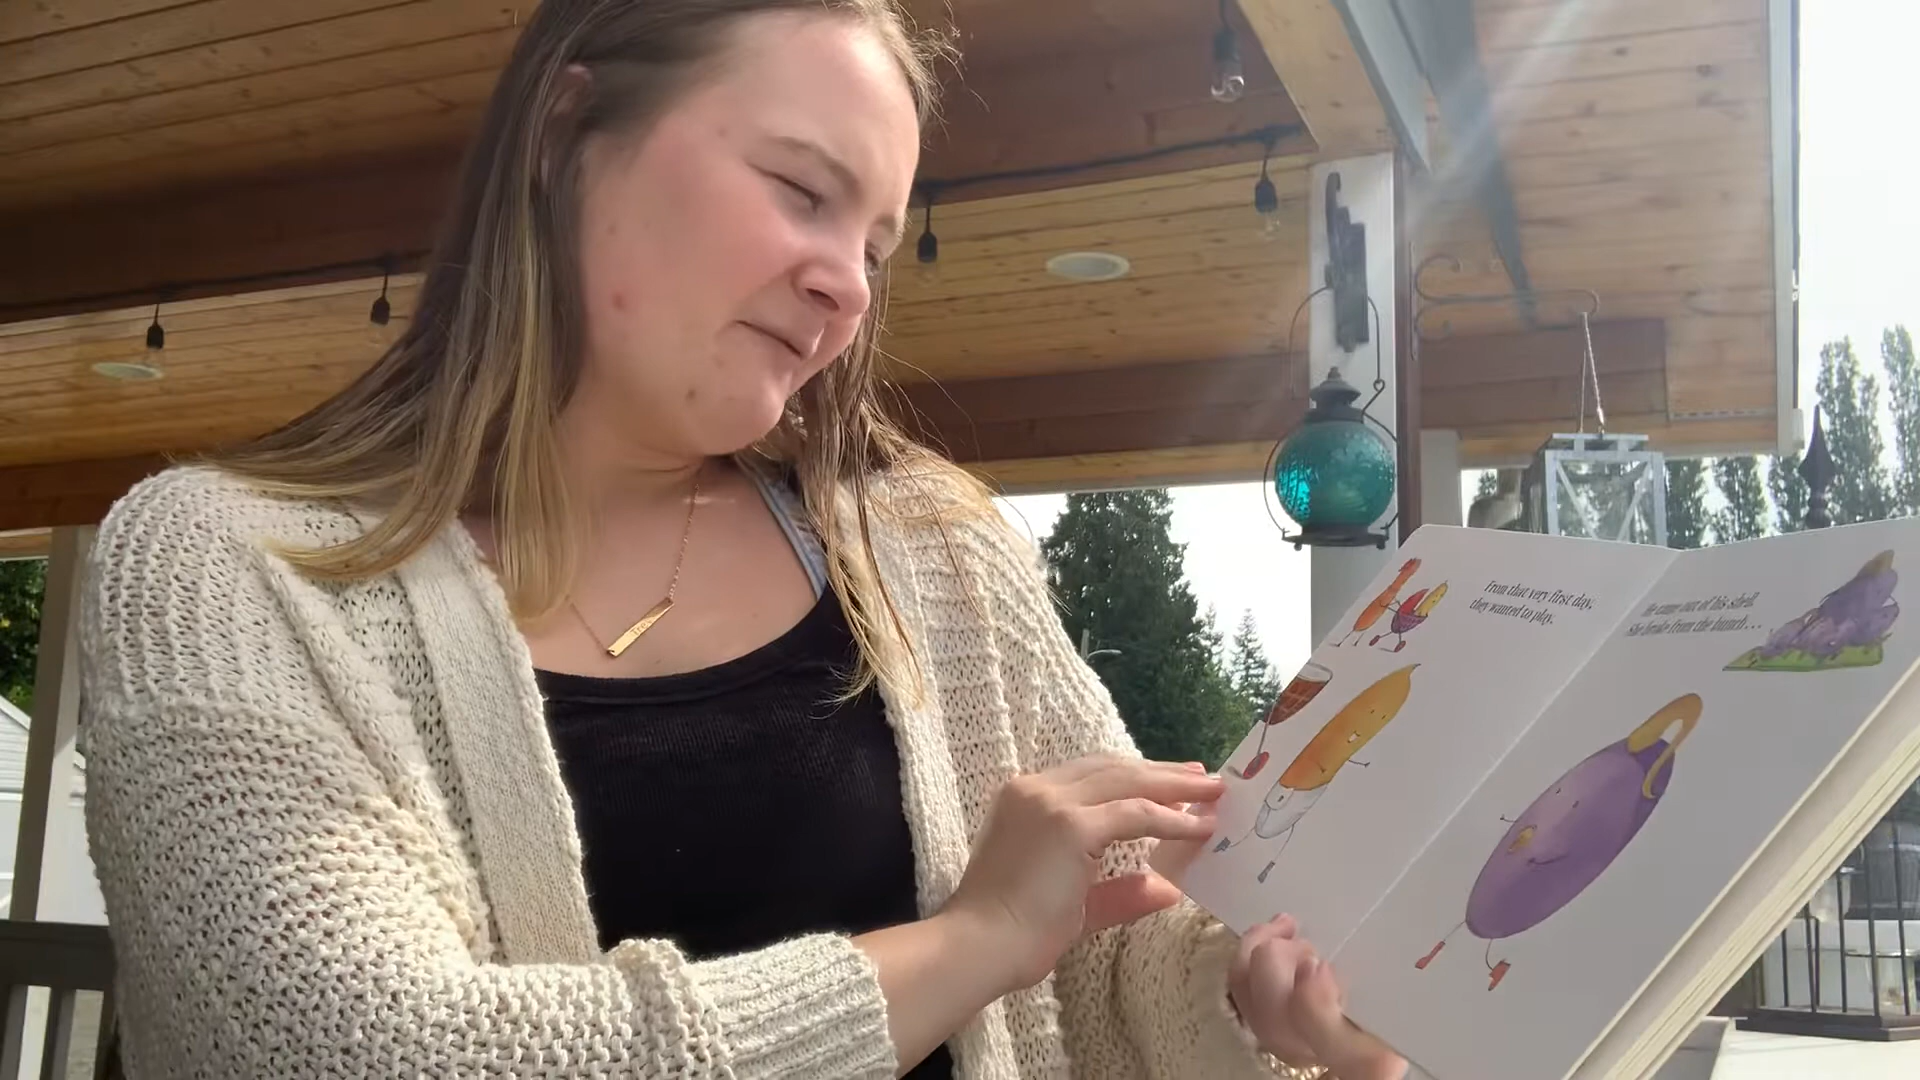 From that very first day,
they wanted to play.
He came out of his shell.
She broke from the bunch...